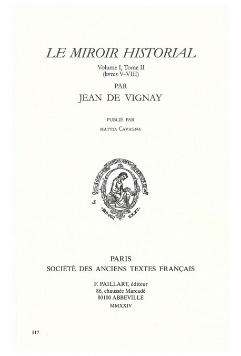 LE MIROIR HISTORIAL
Volume I, Tome II
(livres V-VIII)
PAR
JEAN DE VIGNAY
PUBLIÉ PAR
MATTIA CAVAGNA
PARIS
SOCIÉTÉ DES ANCIENS TEXTES FRANÇAIS
F. PAILLART, éditeur
86, chaussée Marcadé
80100 ABBEVILLE
MMXXIV